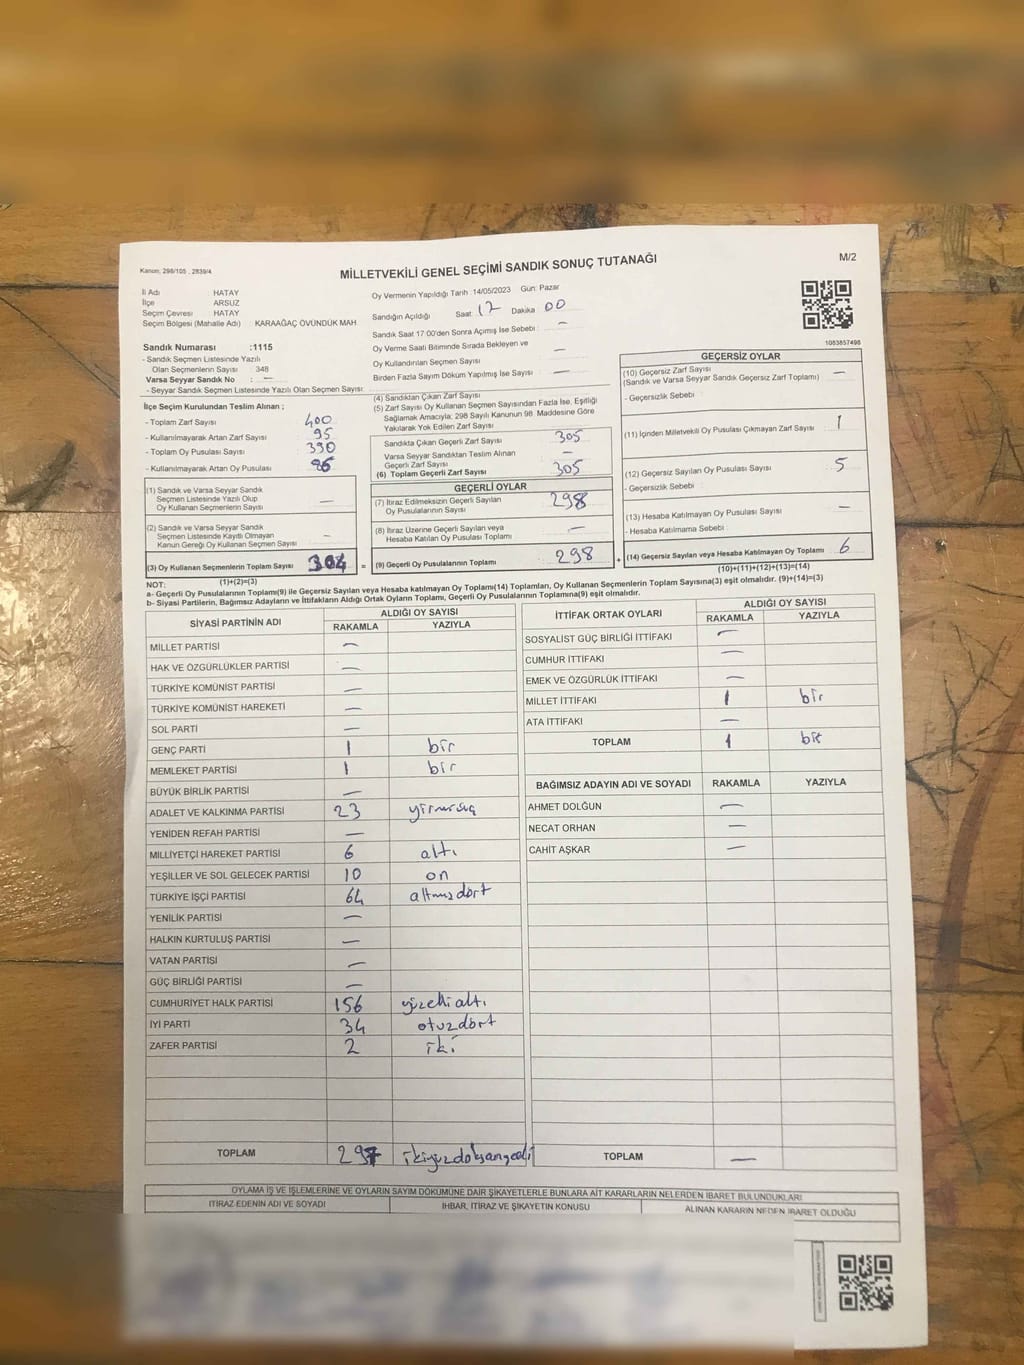 Kanun, 298/105 , 2839/4
MİLLETVEKİLİ GENEL SEÇİMİ SANDIK SONUÇ TUTANAĞI
M/2
İl Adı HATAY
İlçe ARSUZ
Seçim Çevresi HATAY
Seçim Bölgesi (Mahalle Adı) KARAAĞAÇ ÖVÜNDÜK MAH.
Sandık Numarası :1115
- Sandık Seçmen Listesinde Yazılı
Olan Seçmenlerin Sayısı : 348
Varsa Seyyar Sandık No : —
- Seyyar Sandık Seçmen Listesinde Yazılı Olan Seçmen Sayısı:
İlçe Seçim Kurulundan Teslim Alınan ;
- Toplam Zarf Sayısı 400
- Kullanılmayarak Artan Zarf Sayısı 95
- Toplam Oy Pusulası Sayısı 390
- Kullanılmayarak Artan Oy Pusulası
(1) Sandık ve Varsa Seyyar Sandık
Seçmen Listesinde Yazılı Olup
Oy Kullanan Seçmenlerin Sayısı —
(2) Sandık ve Varsa Seyyar Sandık
Seçmen Listesinde Kayıtlı Olmayan
Kanun Gereği Oy Kullanan Seçmen Sayısı —
(3) Oy Kullanan Seçmenlerin Toplam Sayısı 304 =
(1)+(2)=(3)
Oy Vermenin Yapıldığı Tarih :14/05/2023 Gün: Pazar
Sandığın Açıldığı Saat: 17 Dakika 00
Sandık Saat 17:00'den Sonra Açılmış İse Sebebi : —
Oy Verme Saati Bitiminde Sırada Bekleyen ve
Oy Kullandırılan Seçmen Sayısı —
Birden Fazla Sayım Döküm Yapılmış İse Sayısı —
(4) Sandıktan Çıkan Zarf Sayısı
(5) Zarf Sayısı Oy Kullanan Seçmen Sayısından Fazla İse, Eşitliği
Sağlamak Amacıyla, 298 Sayılı Kanunun 98. Maddesine Göre
Yakılarak Yok Edilen Zarf Sayısı
Sandıkta Çıkan Geçerli Zarf Sayısı 305
Varsa Seyyar Sandıktan Teslim Alınan
Geçerli Zarf Sayısı —
(6) Toplam Geçerli Zarf Sayısı 305
GEÇERLİ OYLAR
(7) İtiraz Edilmeksizin Geçerli Sayılan
Oy Pusulalarının Sayısı 298
(8) İtiraz Üzerine Geçerli Sayılan veya
Hesaba Katılan Oy Pusulası Toplamı —
(9) Geçerli Oy Pusulalarının Toplamı 298 +
1083857498
GEÇERSİZ OYLAR
(10) Geçersiz Zarf Sayısı —
(Sandık ve Varsa Seyyar Sandık Geçersiz Zarf Toplamı)
- Geçersizlik Sebebi :
(11) İçinden Milletvekili Oy Pusulası Çıkmayan Zarf Sayısı 1
(12) Geçersiz Sayılan Oy Pusulası Sayısı 5
- Geçersizlik Sebebi :
(13) Hesaba Katılmayan Oy Pusulası Sayısı —
- Hesaba Katılmama Sebebi :
(14) Geçersiz Sayılan veya Hesaba Katılmayan Oy Toplamı 6
(10)+(11)+(12)+(13)=(14)
NOT:
a- Geçerli Oy Pusulalarının Toplamı(9) ile Geçersiz Sayılan veya Hesaba katılmayan Oy Toplamı(14) Toplamları, Oy Kullanan Seçmenlerin Toplam Sayısına(3) eşit olmalıdır. (9)+(14)=(3)
b- Siyasi Partilerin, Bağımsız Adayların ve İttifakların Aldığı Ortak Oyların Toplamı, Geçerli Oy Pusulalarının Toplamına(9) eşit olmalıdır.
SİYASİ PARTİNİN ADI ALDIĞI OY SAYISI
RAKAMLA YAZIYLA
MİLLET PARTİSİ —
HAK VE ÖZGÜRLÜKLER PARTİSİ —
TÜRKİYE KOMÜNİST PARTİSİ —
TÜRKİYE KOMÜNİST HAREKETİ —
SOL PARTİ —
GENÇ PARTİ 1 bir
MEMLEKET PARTİSİ 1 bir
BÜYÜK BİRLİK PARTİSİ —
ADALET VE KALKINMA PARTİSİ 23 yirmiüç
YENİDEN REFAH PARTİSİ —
MİLLİYETÇİ HAREKET PARTİSİ 6 altı
YEŞİLLER VE SOL GELECEK PARTİSİ 10 on
TÜRKİYE İŞÇİ PARTİSİ 64 altmışdört
YENİLİK PARTİSİ —
HALKIN KURTULUŞ PARTİSİ —
VATAN PARTİSİ —
GÜÇ BİRLİĞİ PARTİSİ —
CUMHURİYET HALK PARTİSİ 156 yüzelli altı
İYİ PARTİ 34 otuzdört
ZAFER PARTİSİ 2 iki
TOPLAM 297 ikiyüzdoksanyedi
İTTİFAK ORTAK OYLARI ALDIĞI OY SAYISI
RAKAMLA YAZIYLA
SOSYALİST GÜÇ BİRLİĞİ İTTİFAKI —
CUMHUR İTTİFAKI —
EMEK VE ÖZGÜRLÜK İTTİFAKI —
MİLLET İTTİFAKI 1 bir
ATA İTTİFAKI —
TOPLAM 1 bir
BAĞIMSIZ ADAYIN ADI VE SOYADI RAKAMLA YAZIYLA
AHMET DOLĞUN —
NECAT ORHAN —
CAHİT AŞKAR —
TOPLAM —
OYLAMA İŞ VE İŞLEMLERİNE VE OYLARIN SAYIM DÖKÜMÜNE DAİR ŞİKAYETLERLE BUNLARA AİT KARARLARIN NELERDEN İBARET BULUNDUKLARI
İTİRAZ EDENİN ADI VE SOYADI İHBAR, İTİRAZ VE ŞİKAYETİN KONUSU ALINAN KARARIN NEDEN İBARET OLDUĞU